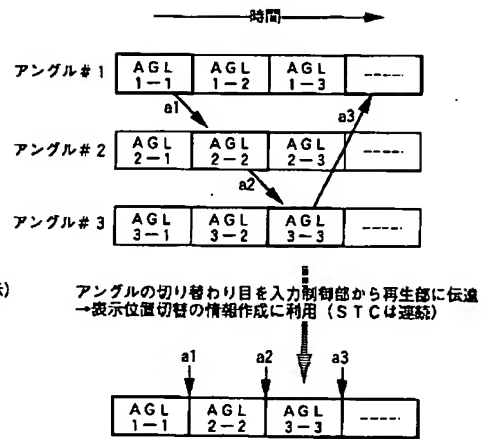 時間
アングル#1
AGL 1-1
AGL 1-2
AGL 1-3
-----
a1
a3
アングル#2
AGL 2-1
AGL 2-2
AGL 2-3
-----
a2
アングル#3
AGL 3-1
AGL 3-2
AGL 3-3
-----
示)
アングルの切り替わり目を入力制御部から再生部に伝達
→表示位置切替の情報作成に利用(STCは連続)
a1
a2
a3
AGL 1-1
AGL 2-2
AGL 3-3
-----